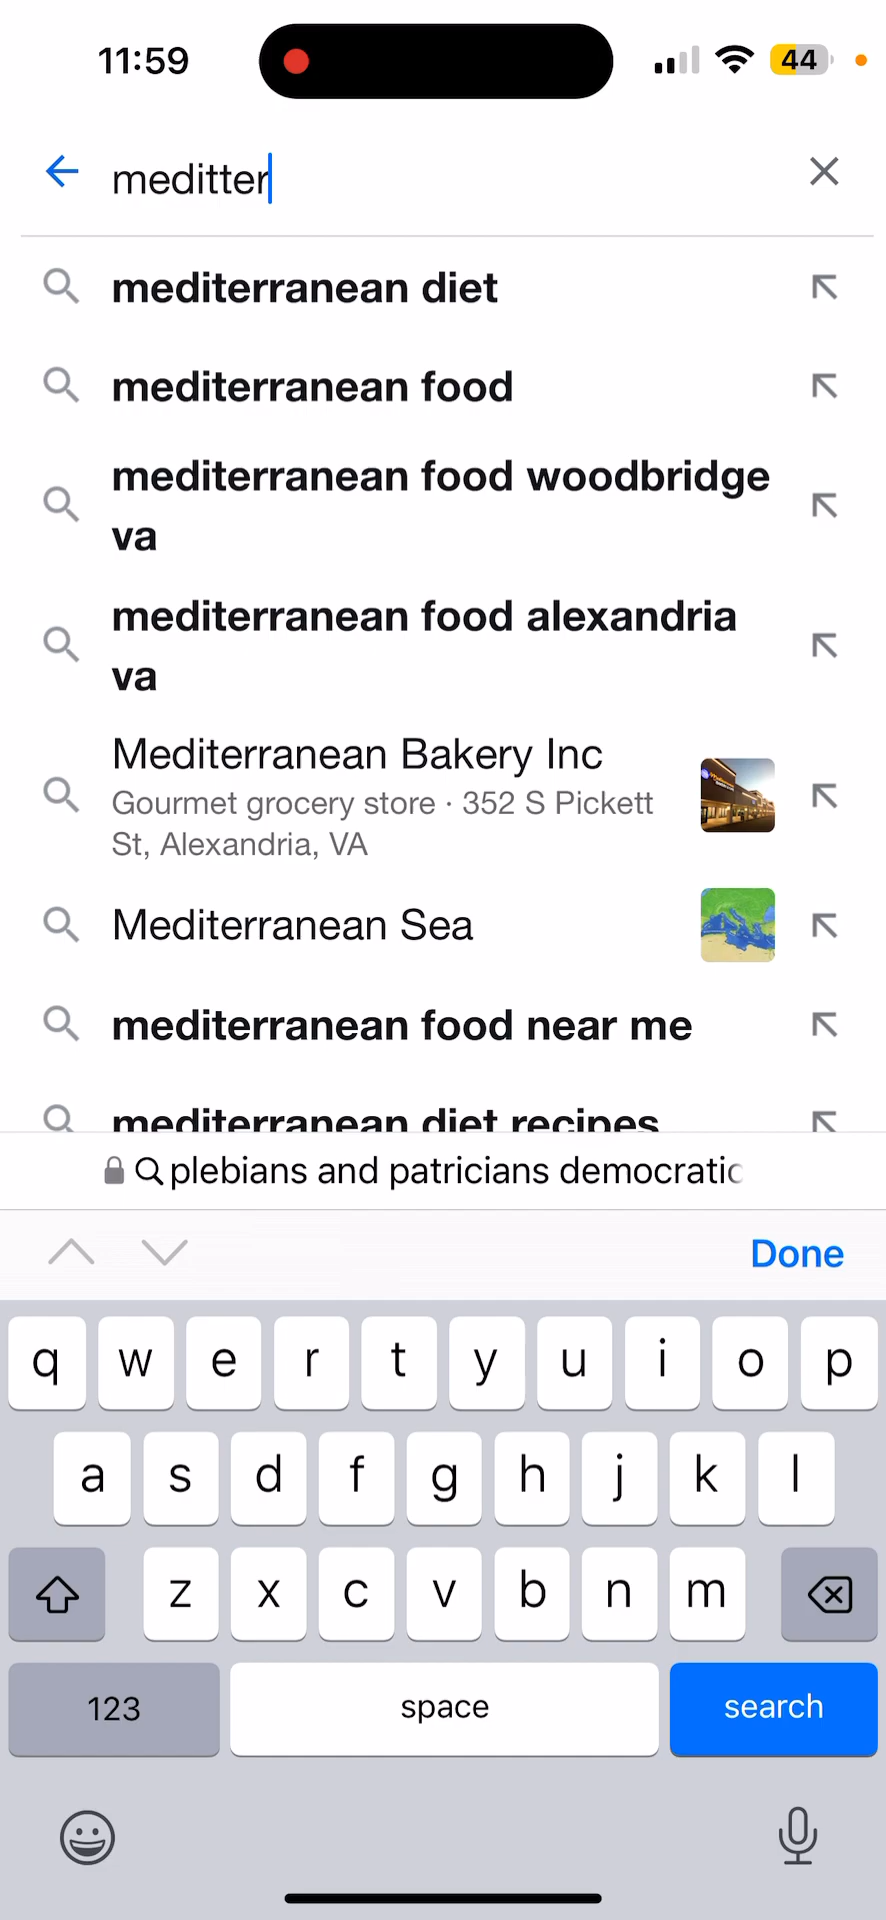 11:59
44
meditter
mediterranean diet
mediterranean food
mediterranean food woodbridge
va
mediterranean food alexandria
va
Mediterranean Bakery Inc
Gourmet grocery store · 352 S Pickett
St, Alexandria, VA
Mediterranean Sea
mediterranean food near me
mediterranean diet recipes
plebians and patricians democratic
Done
q w e r t y u i o p
a s d f g h j k l
z x c v b n m
123 space search